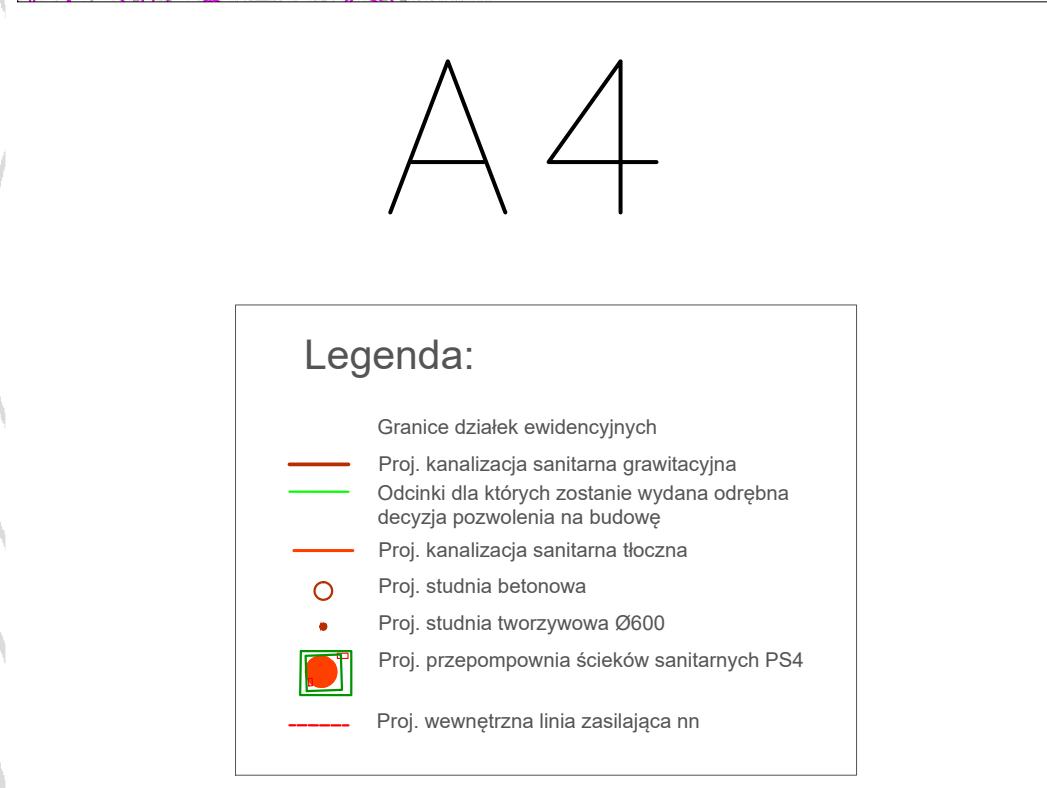 A 4
Legenda:
Granice działek ewidencyjnych
Proj. kanalizacja sanitarna grawitacyjna
Odcinki dla których zostanie wydana odrębna
decyzja pozwolenia na budowę
Proj. kanalizacja sanitarna tłoczna
Proj. studnia betonowa
Proj. studnia tworzywowa Ø600
Proj. przepompownia ścieków sanitarnych PS4
Proj. wewnętrzna linia zasilająca nn